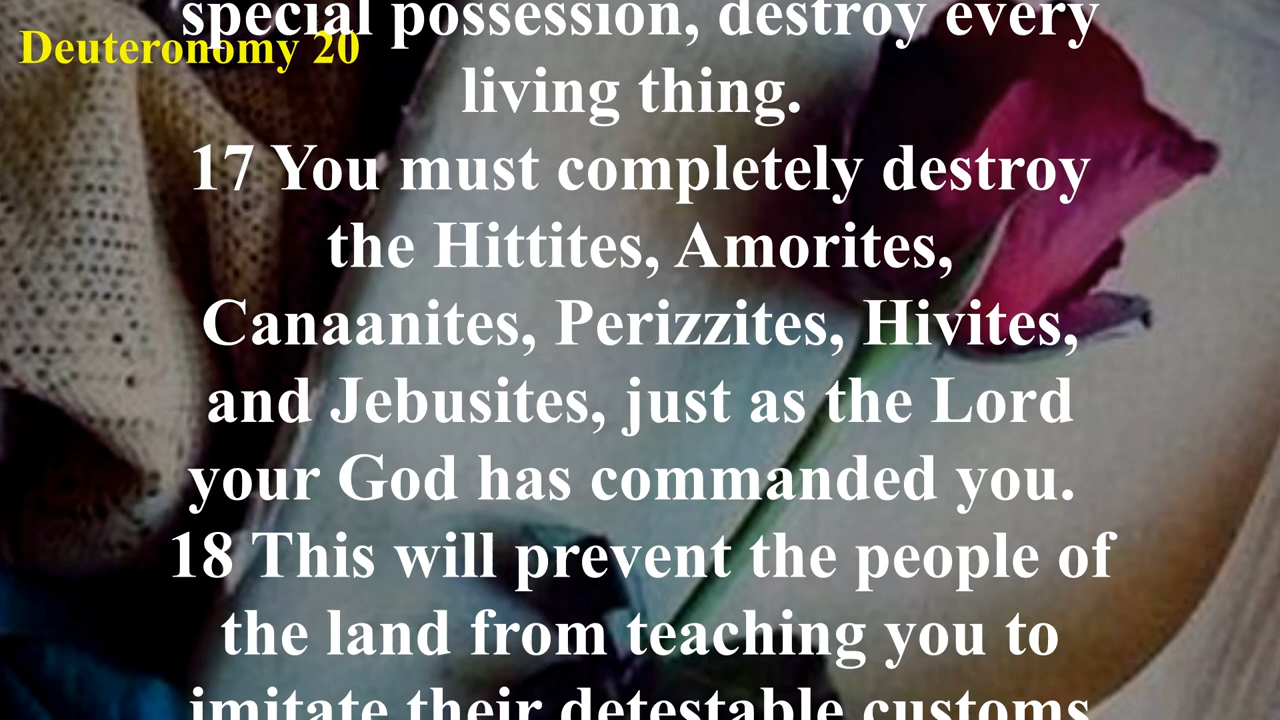 special possession, destroy every
Deuteronomy 20
living thing.
17 You must completely destroy
the Hittites, Amorites,
Canaanites, Perizzites, Hivites,
and Jebusites, just as the Lord
your God has commanded you.
18 This will prevent the people of
the land from teaching you to
imitate their detestable customs